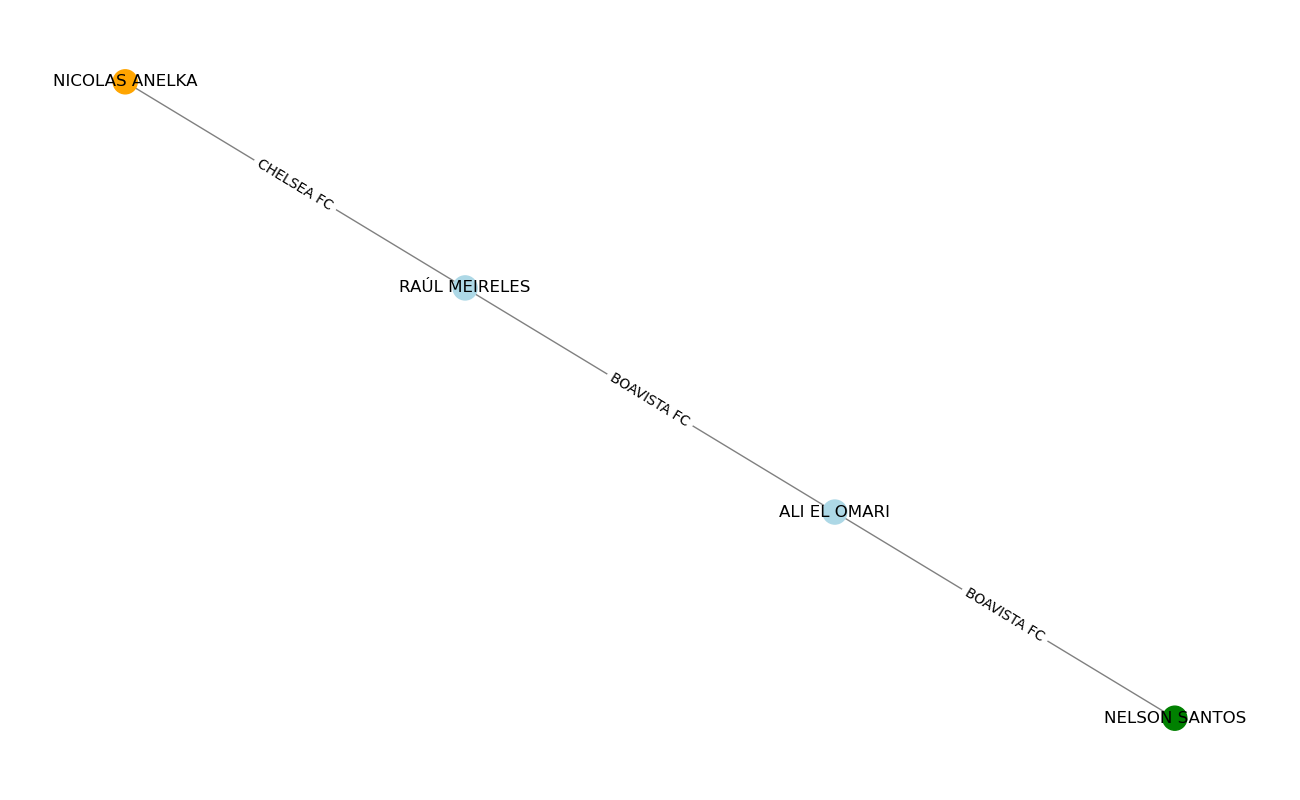 NICOLAS ANELKA
CHELSEA FC
RAÚL MEIRELES
BOAVISTA FC
ALI EL OMARI
BOAVISTA FC
NELSON SANTOS